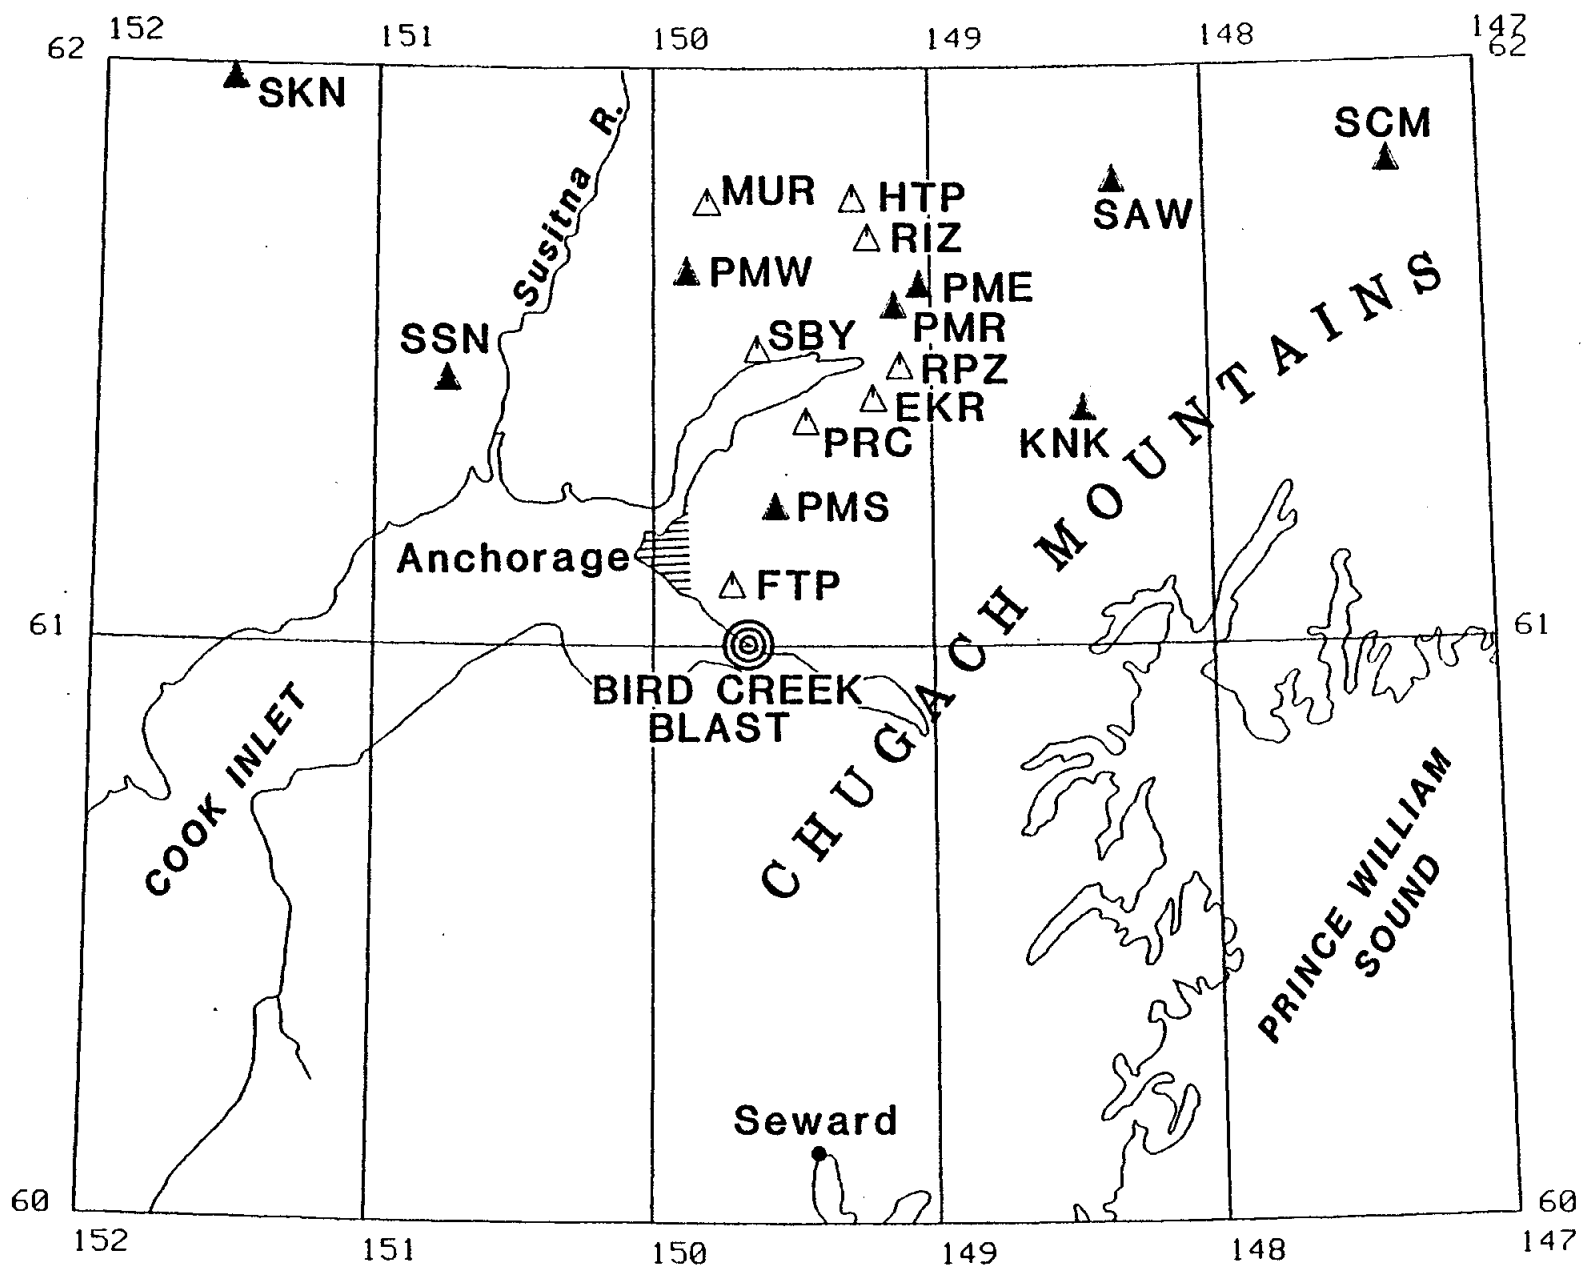 152 151 150 149 148 147
62 62
SKN
SCM
Susitna R.
MUR HTP
SAW
RIZ
PMW PME
PMR
SSN SBY
RPZ
EKR
PRC KNK
PMS
Anchorage
FTP
CHUGACH MOUNTAINS
61 61
BIRD CREEK
BLAST
COOK INLET
PRINCE WILLIAM
SOUND
Seward
60 60
152 151 150 149 148 147